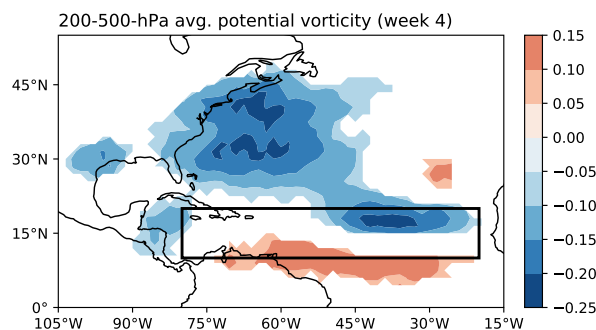 200-500-hPa avg. potential vorticity (week 4)
0.15
0.10
0.05
0.00
−0.05
−0.10
−0.15
−0.20
−0.25
45°N
30°N
15°N
0°
105°W 90°W 75°W 60°W 45°W 30°W 15°W